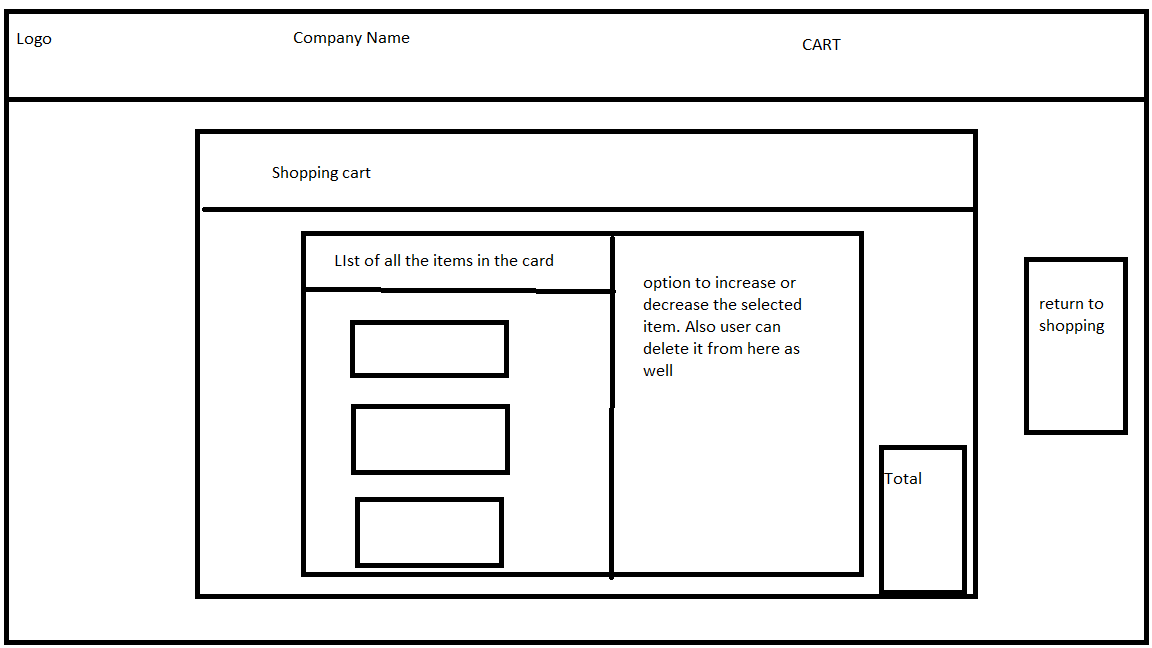 Logo
Company Name
CART
Shopping cart
LIst of all the items in the card
option to increase or
decrease the selected
item. Also user can
delete it from here as
well
return to
shopping
Total